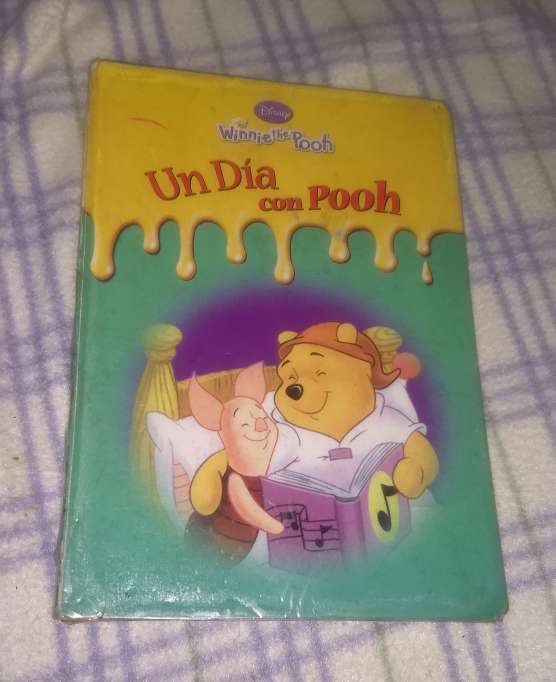 Disney
Winnie the Pooh
Un Día
con Pooh